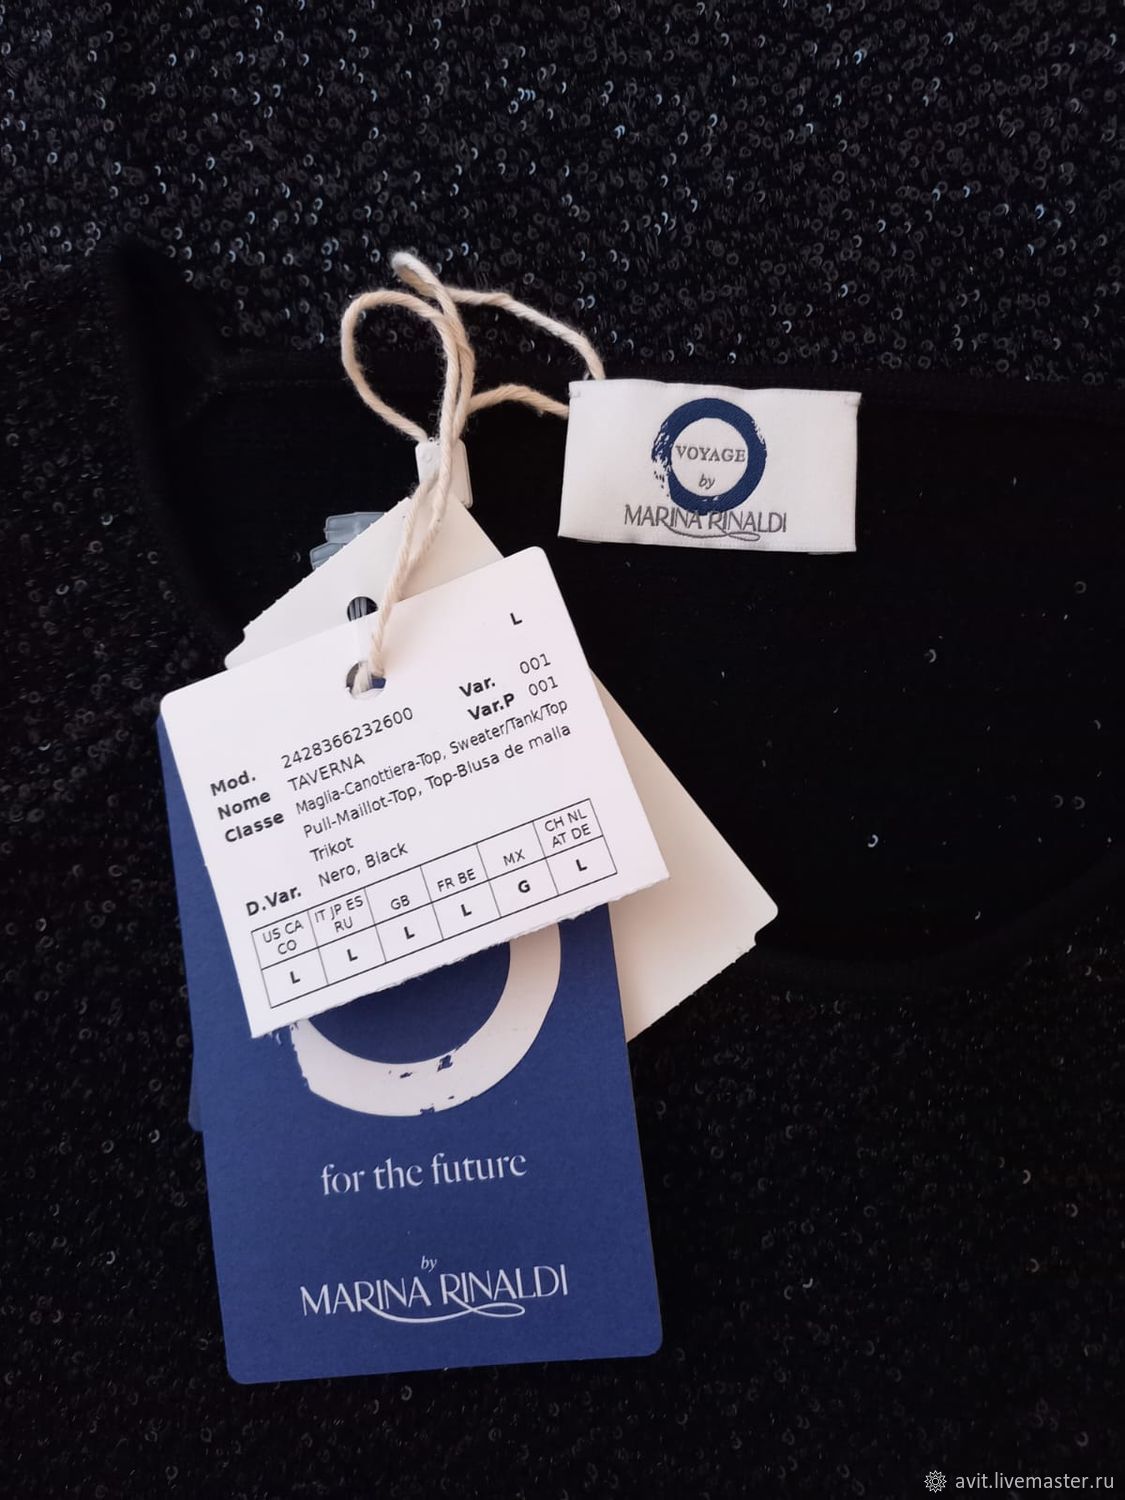 VOYAGE
by
MARINA RINALDI
L
Var. 001
Var.P 001
Mod. 2428366232600
Nome TAVERNA
Classe Maglia-Canottiera-Top, Sweater/Tank/Top
Pull-Maillot-Top, Top-Blusa de malla
Trikot
D.Var. Nero, Black
US CA CO IT JP ES RU GB FR BE MX CH NL AT DE
L L L L G L
for the future
by
MARINA RINALDI
avit.livemaster.ru